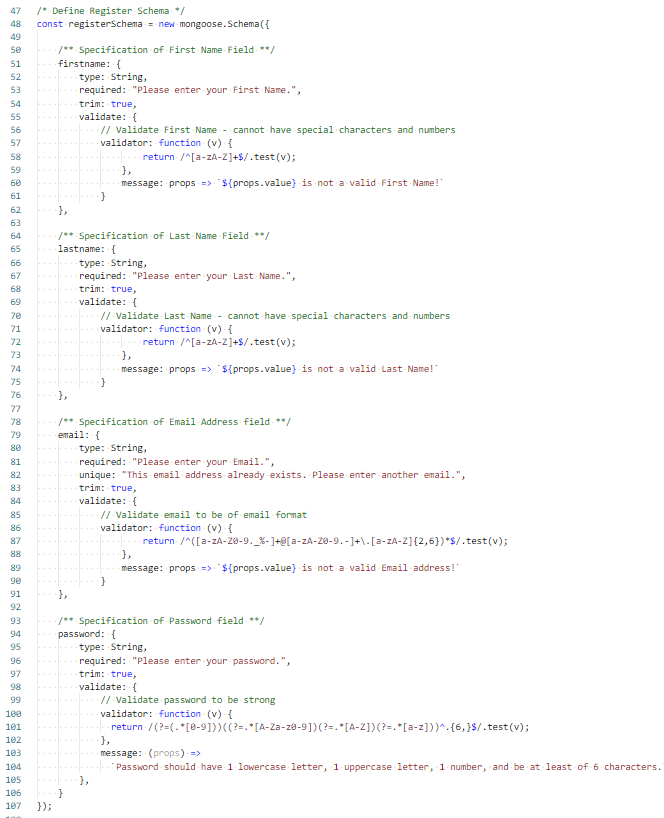 47 /* Define Register Schema */
48 const registerSchema = new mongoose.Schema({
49
50     /** Specification of First Name Field **/
51     firstname: {
52         type: String,
53         required: "Please enter your First Name.",
54         trim: true,
55         validate: {
56             // Validate First Name - cannot have special characters and numbers
57             validator: function (v) {
58                     return /^[a-zA-Z]+$/.test(v);
59                 },
60                 message: props => `${props.value} is not a valid First Name!`
61             }
62     },
63
64     /** Specification of Last Name Field **/
65     lastname: {
66         type: String,
67         required: "Please enter your Last Name.",
68         trim: true,
69         validate: {
70             // Validate Last Name - cannot have special characters and numbers
71             validator: function (v) {
72                     return /^[a-zA-Z]+$/.test(v);
73                 },
74                 message: props => `${props.value} is not a valid Last Name!`
75             }
76     },
77
78     /** Specification of Email Address field **/
79     email: {
80         type: String,
81         required: "Please enter your Email.",
82         unique: "This email address already exists. Please enter another email.",
83         trim: true,
84         validate: {
85             // Validate email to be of email format
86             validator: function (v) {
87                     return /^([a-zA-Z0-9._%-]+@[a-zA-Z0-9.-]+\.[a-zA-Z]{2,6})*$/.test(v);
88                 },
89                 message: props => `${props.value} is not a valid Email address!`
90             }
91     },
92
93     /** Specification of Password field **/
94     password: {
95         type: String,
96         required: "Please enter your password.",
97         trim: true,
98         validate: {
99             // Validate password to be strong
100             validator: function (v) {
101               return /(?=(.*[0-9]))((?=.*[A-Za-z0-9])(?=.*[A-Z])(?=.*[a-z]))^.{6,}$/.test(v);
102             },
103             message: (props) =>
104               `Password should have 1 lowercase letter, 1 uppercase letter, 1 number, and be at least of 6 characters.
105         },
106     }
107 });